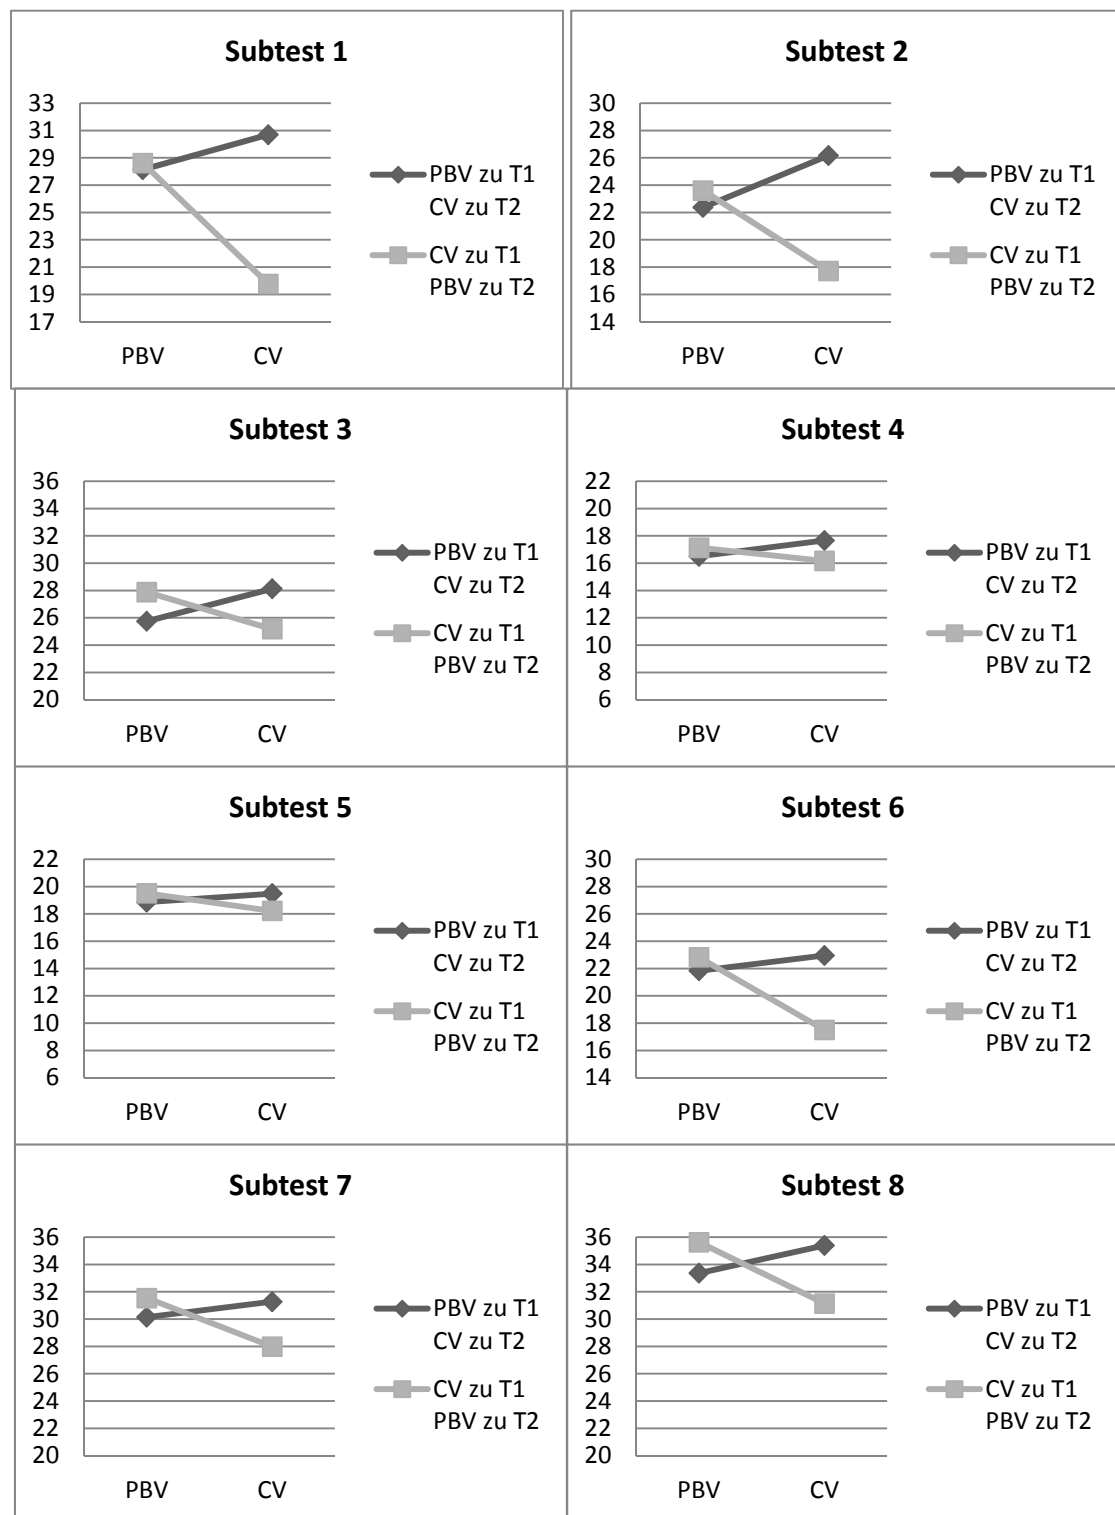 Subtest 1
33
31
29
27
25
23
21
19
17
PBV CV
PBV zu T1
CV zu T2
CV zu T1
PBV zu T2
Subtest 2
30
28
26
24
22
20
18
16
14
PBV CV
PBV zu T1
CV zu T2
CV zu T1
PBV zu T2
Subtest 3
36
34
32
30
28
26
24
22
20
PBV CV
PBV zu T1
CV zu T2
CV zu T1
PBV zu T2
Subtest 4
22
20
18
16
14
12
10
8
6
PBV CV
PBV zu T1
CV zu T2
CV zu T1
PBV zu T2
Subtest 5
22
20
18
16
14
12
10
8
6
PBV CV
PBV zu T1
CV zu T2
CV zu T1
PBV zu T2
Subtest 6
30
28
26
24
22
20
18
16
14
PBV CV
PBV zu T1
CV zu T2
CV zu T1
PBV zu T2
Subtest 7
36
34
32
30
28
26
24
22
20
PBV CV
PBV zu T1
CV zu T2
CV zu T1
PBV zu T2
Subtest 8
36
34
32
30
28
26
24
22
20
PBV CV
PBV zu T1
CV zu T2
CV zu T1
PBV zu T2